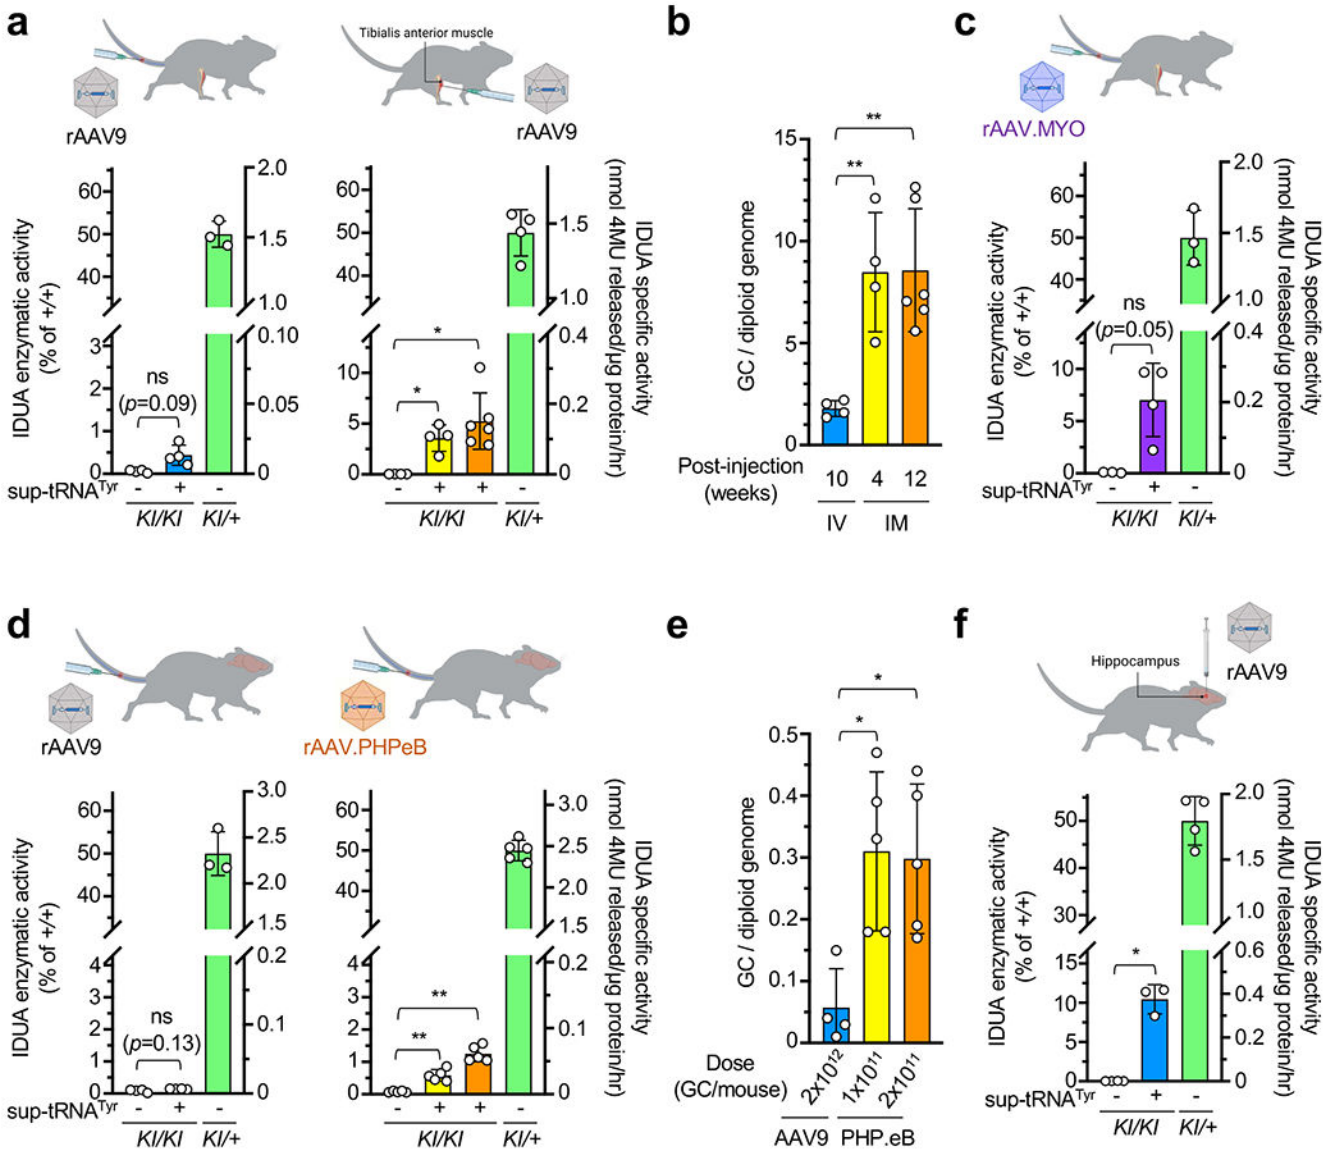 a
rAAV9
Tibialis anterior muscle
rAAV9
IDUA enzymatic activity
(% of +/+)
60
50
40
3
2
1
0
2.0
1.5
1.0
0.10
0.05
0
ns
(p=0.09)
sup-tRNATyr
- + -
KI/KI KI/+
60
50
40
10
5
0
1.5
1.0
0.4
0.2
0
*
*
- + + -
KI/KI KI/+
IDUA specific activity
(nmol 4MU released/µg protein/hr)
b
GC / diploid genome
15
10
5
0
**
**
Post-injection
(weeks)
10 4 12
IV IM
c
rAAV.MYO
IDUA enzymatic activity
(% of +/+)
60
50
40
10
5
0
2.0
1.5
1.0
0.4
0.2
0
ns
(p=0.05)
sup-tRNATyr
- + -
KI/KI KI/+
IDUA specific activity
(nmol 4MU released/µg protein/hr)
d
rAAV9
rAAV.PHPeB
IDUA enzymatic activity
(% of +/+)
60
50
40
4
3
2
1
0
3.0
2.5
2.0
1.5
0.2
0.1
0
ns
(p=0.13)
sup-tRNATyr
- + -
KI/KI KI/+
60
50
40
4
3
2
1
0
3.0
2.5
2.0
1.5
0.2
0.1
0
**
**
- + + -
KI/KI KI/+
IDUA specific activity
(nmol 4MU released/µg protein/hr)
e
GC / diploid genome
0.5
0.4
0.3
0.2
0.1
0
*
*
Dose
(GC/mouse)
2x10¹² 1x10¹¹ 2x10¹¹
AAV9 PHP.eB
f
Hippocampus
rAAV9
IDUA enzymatic activity
(% of +/+)
50
40
30
15
10
5
0
2.0
1.5
1.0
0.6
0.4
0.2
0
*
sup-tRNATyr
- + -
KI/KI KI/+
IDUA specific activity
(nmol 4MU released/µg protein/hr)